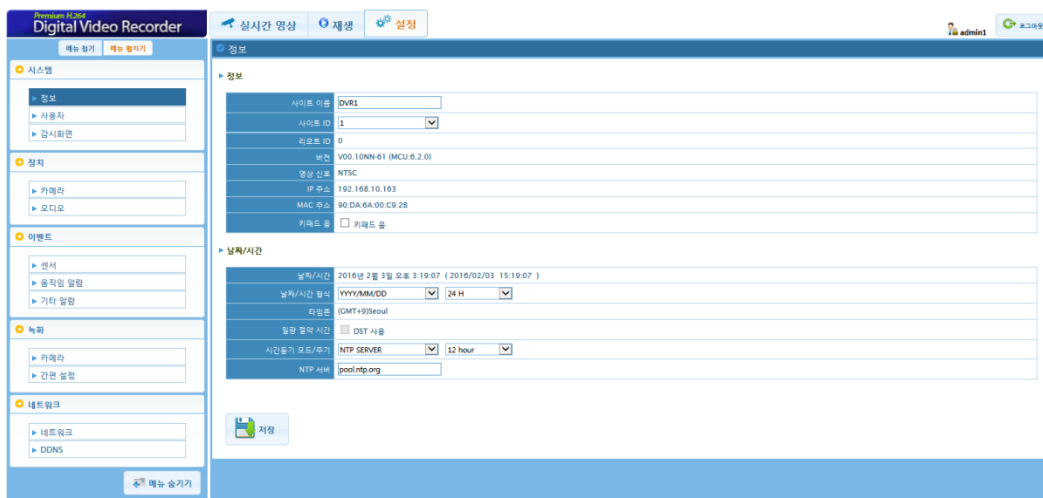 Premium H.264
Digital Video Recorder
실시간 영상
재생
설정
admin1
로그아웃
메뉴 접기
메뉴 펼치기
시스템
정보
사용자
감시화면
장치
카메라
오디오
이벤트
센서
움직임 알람
기타 알람
녹화
카메라
간편 설정
네트워크
네트워크
DDNS
메뉴 숨기기
정보
정보
사이트 이름 DVR1
사이트 ID 1
리모트 ID 0
버전 V00.10NN-61 (MCU:6.2.0)
영상 신호 NTSC
IP 주소 192.168.10.163
MAC 주소 90:DA:6A:00:C9:28
키패드 음 키패드 음
날짜/시간
날짜/시간 2016년 2월 3일 오후 3:19:07 ( 2016/02/03 15:19:07 )
날짜/시간 형식 YYYY/MM/DD 24 H
타임존 (GMT+9)Seoul
일광 절약 시간 DST 사용
시간동기 모드/주기 NTP SERVER 12 hour
NTP 서버 pool.ntp.org
저장